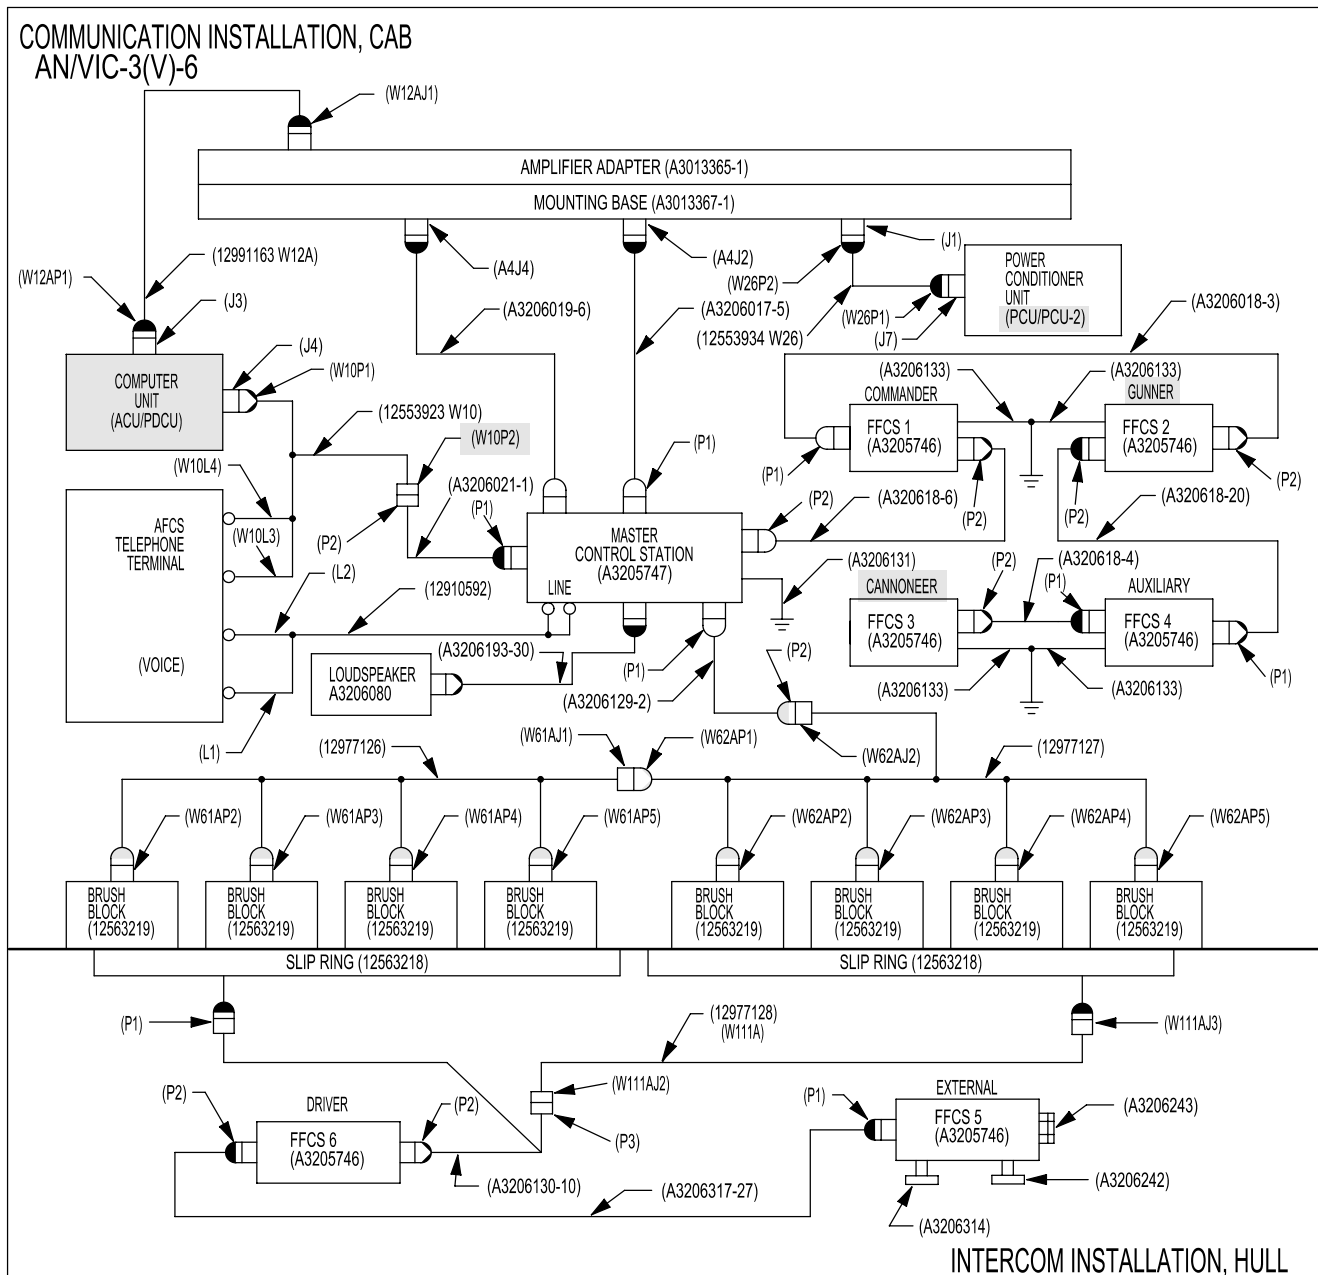 COMMUNICATION INSTALLATION, CAB
AN/VIC-3(V)-6
(W12AJ1)
AMPLIFIER ADAPTER (A3013365-1)
MOUNTING BASE (A3013367-1)
(12991163 W12A)
(W12AP1)
(J3)
(A4J4)
(A4J2)
(J1)
(W26P2)
POWER
CONDITIONER
UNIT
(PCU/PCU-2)
(A3206018-3)
(A3206019-6)
(A3206017-5)
(W26P1)
(12553934 W26)
(J7)
(J4)
(W10P1)
COMPUTER
UNIT
(ACU/PDCU)
(A3206133)
(A3206133)
COMMANDER
GUNNER
(12553923 W10)
(W10P2)
(P1)
FFCS 1
(A3205746)
FFCS 2
(A3205746)
(P1)
(P2)
(W10L4)
(A3206021-1)
(P1)
(P2)
(A320618-6)
(P2)
(P2)
(A320618-20)
AFCS
TELEPHONE
TERMINAL
(W10L3)
(P2)
MASTER
CONTROL STATION
(A3205747)
(A3206131)
(P2)
(A320618-4)
(L2)
(12910592)
LINE
CANNONEER
(P1)
AUXILIARY
FFCS 3
(A3205746)
FFCS 4
(A3205746)
(VOICE)
(A3206193-30)
(P1)
(P2)
(P1)
LOUDSPEAKER
A3206080
(A3206129-2)
(A3206133)
(A3206133)
(L1)
(12977126)
(W61AJ1)
(W62AP1)
(W62AJ2)
(12977127)
(W61AP2)
(W61AP3)
(W61AP4)
(W61AP5)
(W62AP2)
(W62AP3)
(W62AP4)
(W62AP5)
BRUSH
BLOCK
(12563219)
BRUSH
BLOCK
(12563219)
BRUSH
BLOCK
(12563219)
BRUSH
BLOCK
(12563219)
BRUSH
BLOCK
(12563219)
BRUSH
BLOCK
(12563219)
BRUSH
BLOCK
(12563219)
BRUSH
BLOCK
(12563219)
SLIP RING (12563218)
SLIP RING (12563218)
(P1)
(12977128)
(W111A)
(W111AJ3)
(P2)
DRIVER
(P2)
(W111AJ2)
(P1)
EXTERNAL
FFCS 5
(A3205746)
(A3206243)
FFCS 6
(A3205746)
(P3)
(A3206130-10)
(A3206317-27)
(A3206242)
(A3206314)
INTERCOM INSTALLATION, HULL